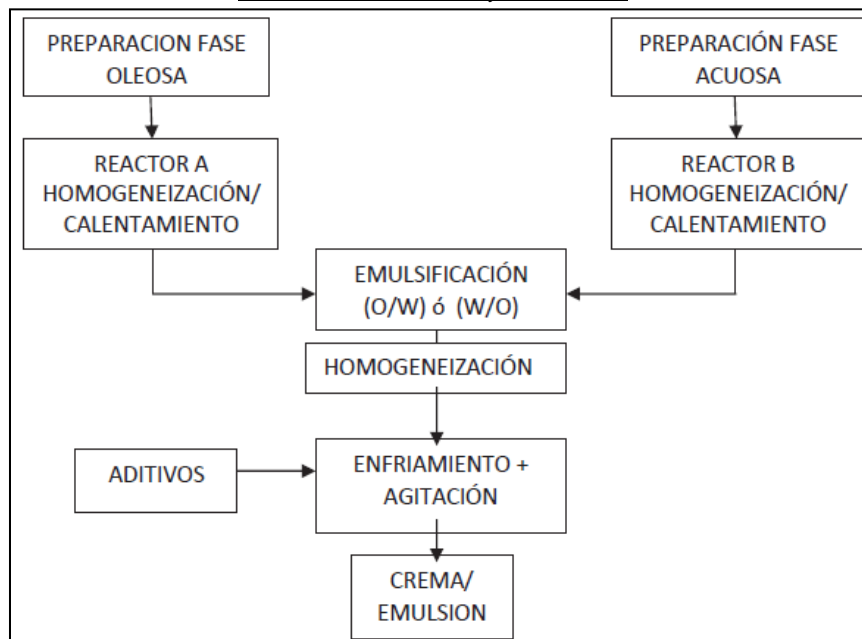 PREPARACION FASE
OLEOSA
PREPARACIÓN FASE
ACUOSA
REACTOR A
HOMOGENEIZACIÓN/
CALENTAMIENTO
REACTOR B
HOMOGENEIZACIÓN/
CALENTAMIENTO
EMULSIFICACIÓN
(O/W) ó (W/O)
HOMOGENEIZACIÓN
ADITIVOS
ENFRIAMIENTO +
AGITACIÓN
CREMA/
EMULSION